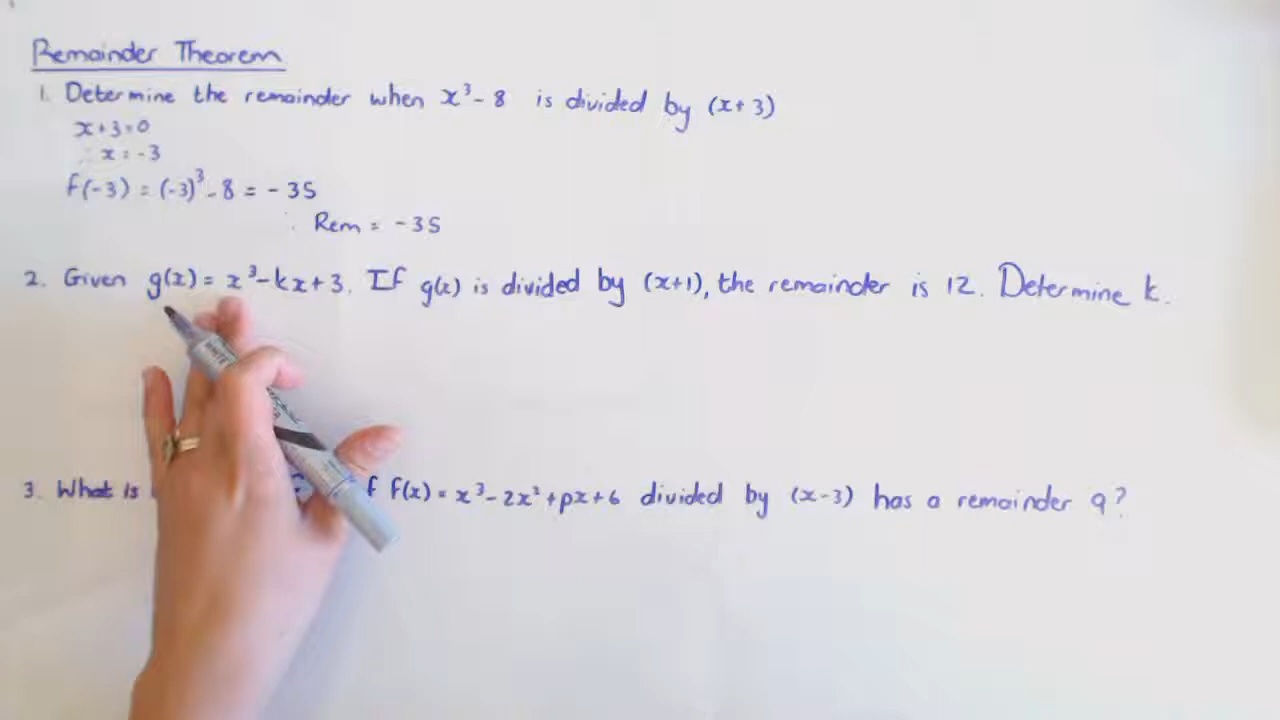 Remainder Theorem
1. Determine the remainder when x³ - 8 is divided by (x + 3)
x + 3 = 0
∴ x = -3
f(-3) = (-3)³ - 8 = -35
∴ Rem = -35
2. Given g(x) = x³ - kx + 3. If g(x) is divided by (x+1), the remainder is 12. Determine k.
3. What is f f(x) = x³ - 2x² + px + 6 divided by (x - 3) has a remainder 9?